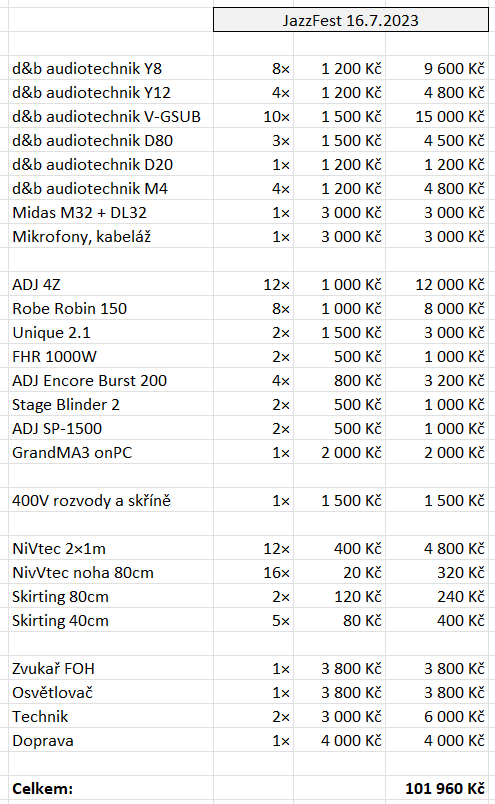 JazzFest 16.7.2023
d&b audiotechnik Y8 8× 1 200 Kč 9 600 Kč
d&b audiotechnik Y12 4× 1 200 Kč 4 800 Kč
d&b audiotechnik V-GSUB 10× 1 500 Kč 15 000 Kč
d&b audiotechnik D80 3× 1 500 Kč 4 500 Kč
d&b audiotechnik D20 1× 1 200 Kč 1 200 Kč
d&b audiotechnik M4 4× 1 200 Kč 4 800 Kč
Midas M32 + DL32 1× 3 000 Kč 3 000 Kč
Mikrofony, kabeláž 1× 3 000 Kč 3 000 Kč
ADJ 4Z 12× 1 000 Kč 12 000 Kč
Robe Robin 150 8× 1 000 Kč 8 000 Kč
Unique 2.1 2× 1 500 Kč 3 000 Kč
FHR 1000W 2× 500 Kč 1 000 Kč
ADJ Encore Burst 200 4× 800 Kč 3 200 Kč
Stage Blinder 2 2× 500 Kč 1 000 Kč
ADJ SP-1500 2× 500 Kč 1 000 Kč
GrandMA3 onPC 1× 2 000 Kč 2 000 Kč
400V rozvody a skříně 1× 1 500 Kč 1 500 Kč
NiVtec 2×1m 12× 400 Kč 4 800 Kč
NivVtec noha 80cm 16× 20 Kč 320 Kč
Skirting 80cm 2× 120 Kč 240 Kč
Skirting 40cm 5× 80 Kč 400 Kč
Zvukař FOH 1× 3 800 Kč 3 800 Kč
Osvětlovač 1× 3 800 Kč 3 800 Kč
Technik 2× 3 000 Kč 6 000 Kč
Doprava 1× 4 000 Kč 4 000 Kč
Celkem: 101 960 Kč